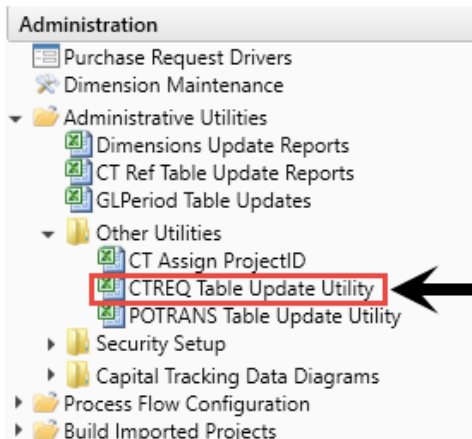 Administration
Purchase Request Drivers
Dimension Maintenance
Administrative Utilities
Dimensions Update Reports
CT Ref Table Update Reports
GLPeriod Table Updates
Other Utilities
CT Assign ProjectID
CTREQ Table Update Utility
POTRANS Table Update Utility
Security Setup
Capital Tracking Data Diagrams
Process Flow Configuration
Build Imported Projects